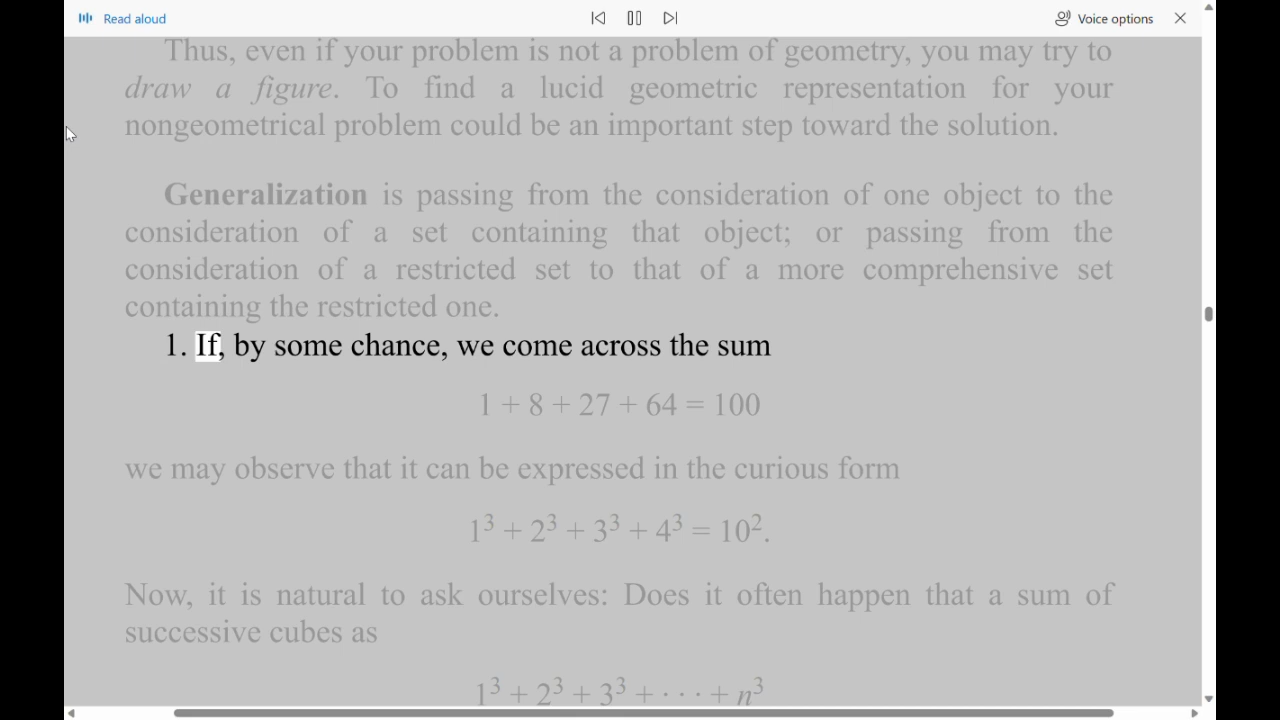 Read aloud
Voice options
Thus, even if your problem is not a problem of geometry, you may try to
draw a figure. To find a lucid geometric representation for your
nongeometrical problem could be an important step toward the solution.
Generalization is passing from the consideration of one object to the
consideration of a set containing that object; or passing from the
consideration of a restricted set to that of a more comprehensive set
containing the restricted one.
1. If, by some chance, we come across the sum
1 + 8 + 27 + 64 = 100
we may observe that it can be expressed in the curious form
1³ + 2³ + 3³ + 4³ = 10².
Now, it is natural to ask ourselves: Does it often happen that a sum of
successive cubes as
1³ + 2³ + 3³ + · · · + n³